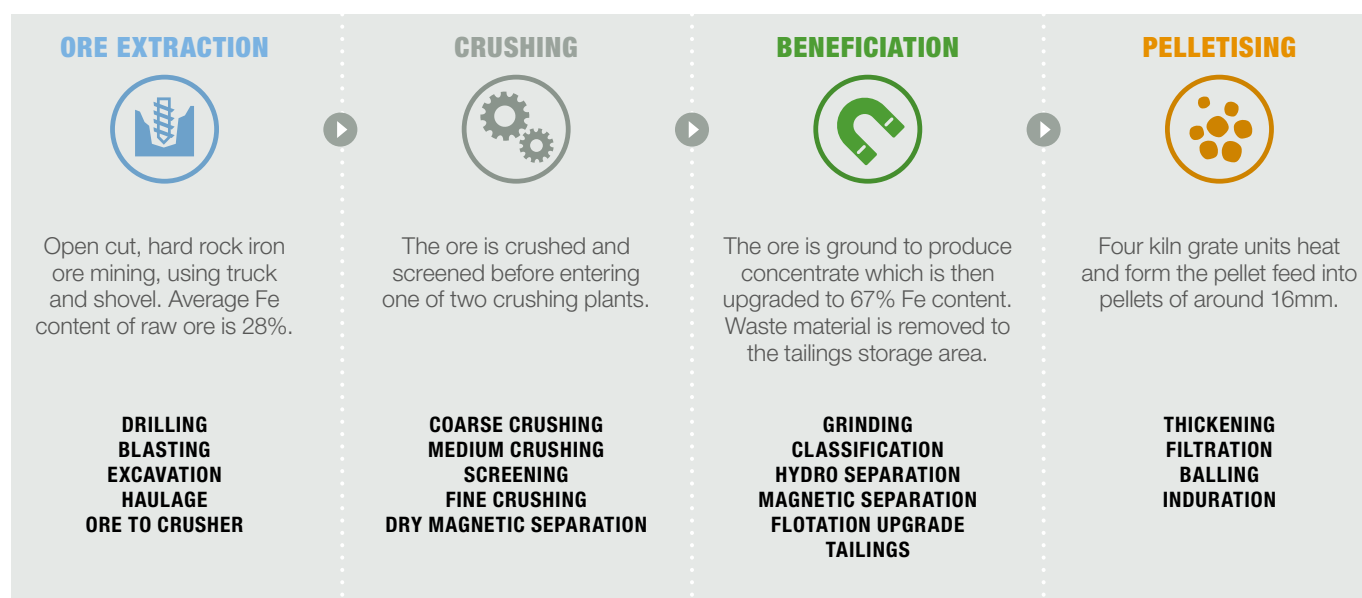 ORE EXTRACTION
Open cut, hard rock iron
ore mining, using truck
and shovel. Average Fe
content of raw ore is 28%.
DRILLING
BLASTING
EXCAVATION
HAULAGE
ORE TO CRUSHER
CRUSHING
The ore is crushed and
screened before entering
one of two crushing plants.
COARSE CRUSHING
MEDIUM CRUSHING
SCREENING
FINE CRUSHING
DRY MAGNETIC SEPARATION
BENEFICIATION
The ore is ground to produce
concentrate which is then
upgraded to 67% Fe content.
Waste material is removed to
the tailings storage area.
GRINDING
CLASSIFICATION
HYDRO SEPARATION
MAGNETIC SEPARATION
FLOTATION UPGRADE
TAILINGS
PELLETISING
Four kiln grate units heat
and form the pellet feed into
pellets of around 16mm.
THICKENING
FILTRATION
BALLING
INDURATION